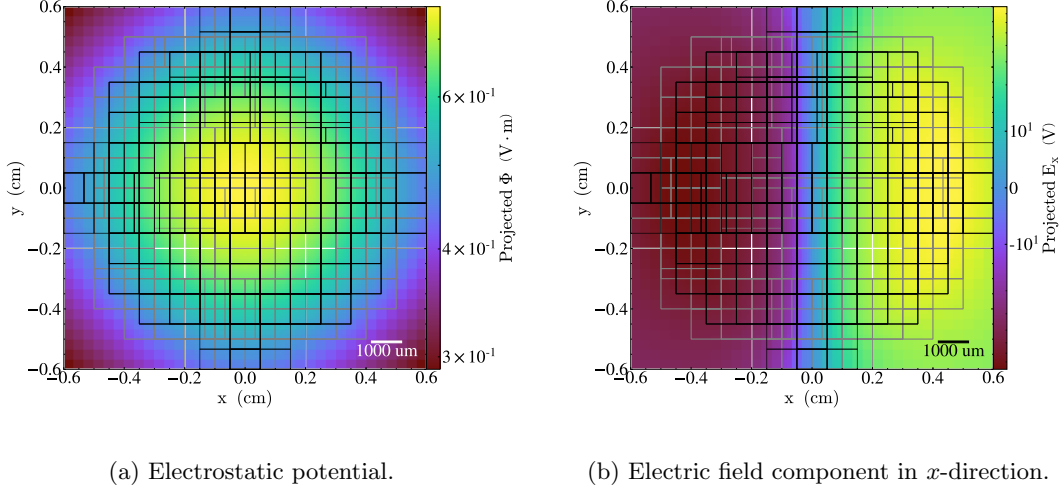 0.6
0.4
0.2
0.0
−0.2
−0.4
−0.6
y (cm)
−0.6 −0.4 −0.2 0.0 0.2 0.4 0.6
x (cm)
1000 um
6 × 10⁻¹
4 × 10⁻¹
3 × 10⁻¹
Projected Φ (V · m)
0.6
0.4
0.2
0.0
−0.2
−0.4
−0.6
y (cm)
−0.6 −0.4 −0.2 0.0 0.2 0.4 0.6
x (cm)
1000 um
10¹
0
-10¹
Projected Eₓ (V)
(a) Electrostatic potential.
(b) Electric field component in x-direction.